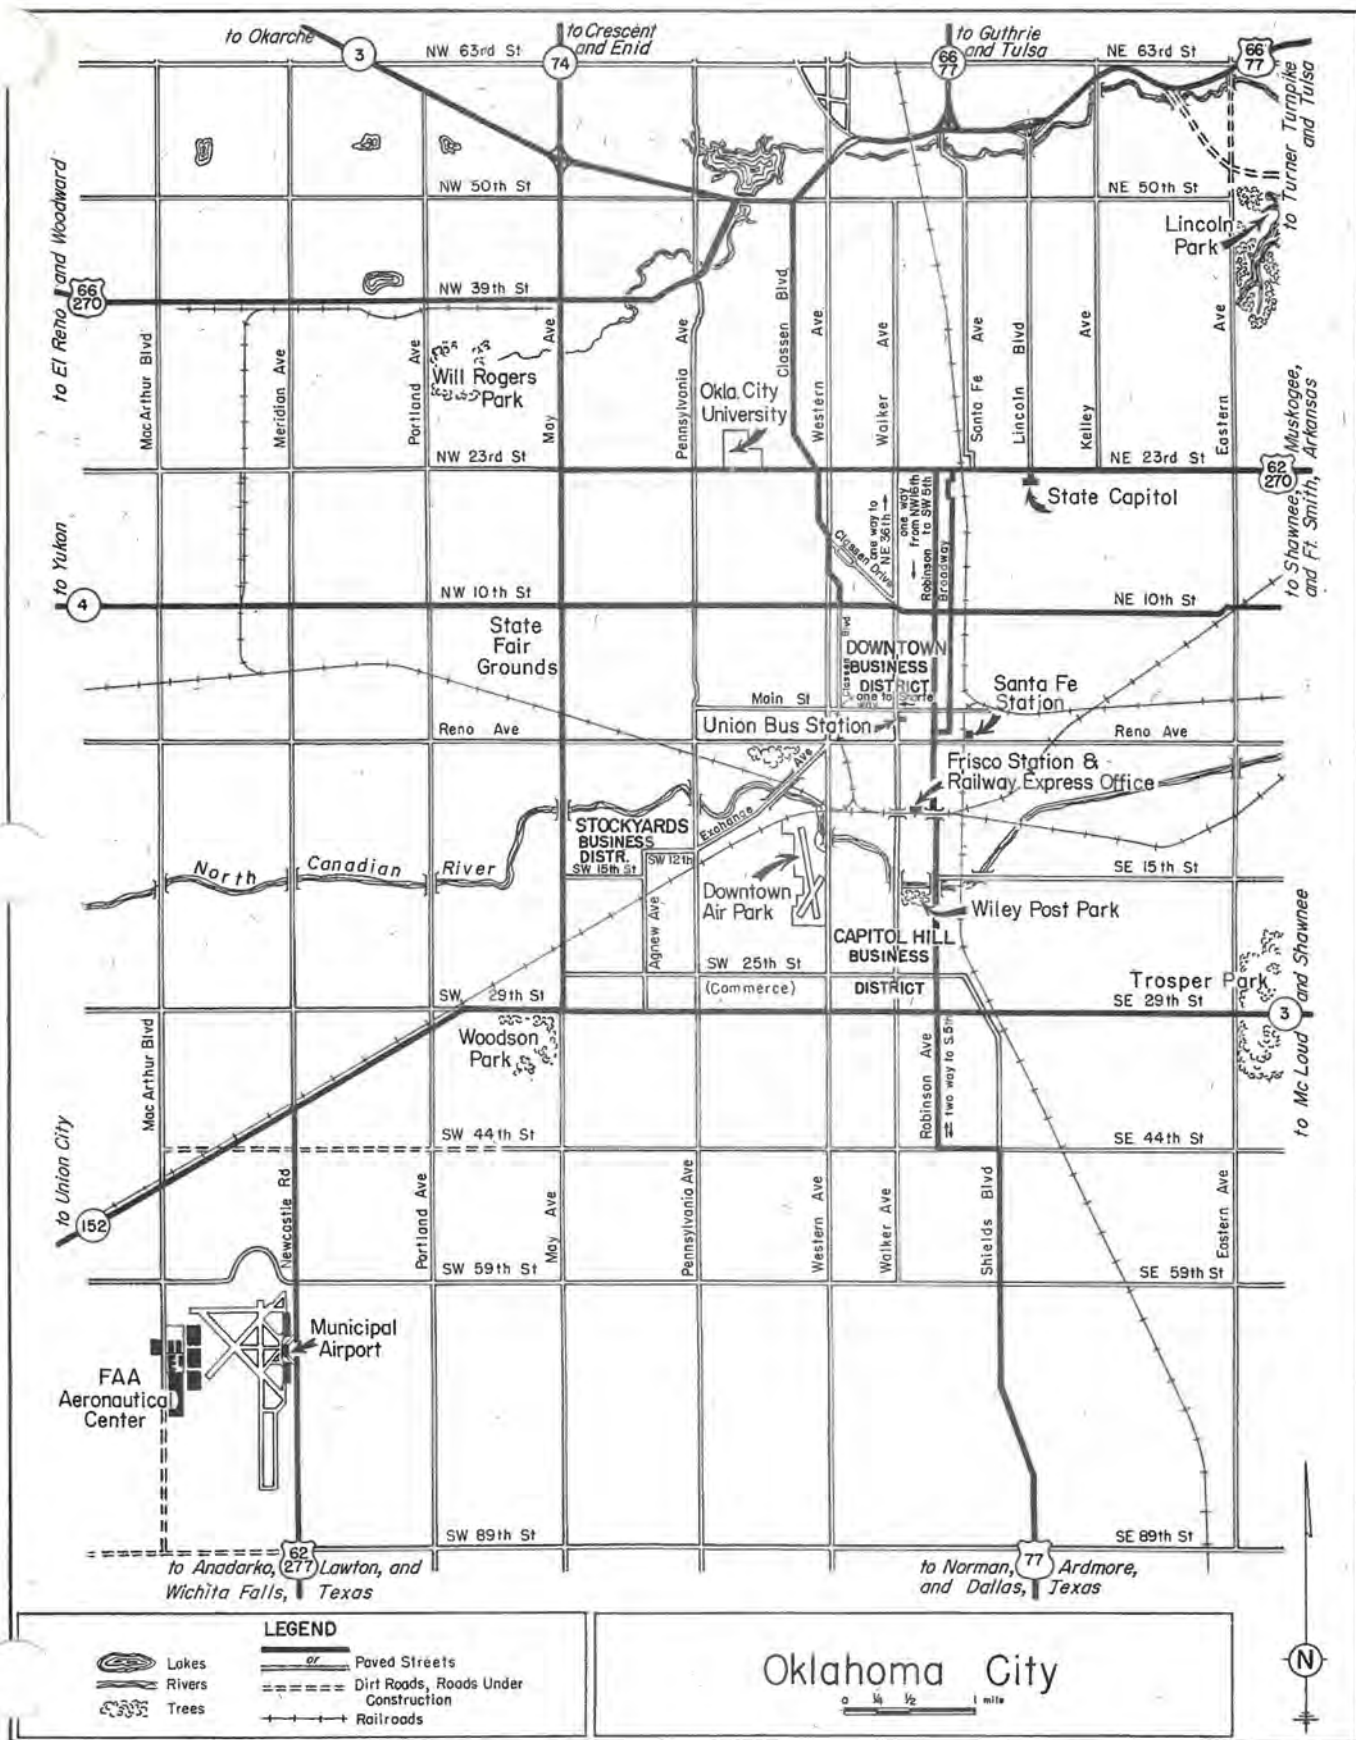 to Okarche
3
NW 63rd St
to Crescent
and Enid
74
to Guthrie
and Tulsa
66
77
NE 63rd St
66
77
to Turner Turnpike
and Tulsa
NW 50th St
NE 50th St
Lincoln
Park
to El Reno and Woodward
66
270
NW 39th St
Mac Arthur Blvd
Meridian Ave
Portland Ave
May Ave
Pennsylvania Ave
Classen Blvd
Western Ave
Walker Ave
Santa Fe Ave
Lincoln Blvd
Kelley Ave
Eastern Ave
Will Rogers
Park
Okla. City
University
NW 23rd St
NE 23rd St
62
270
to Shawnee, Muskogee,
and Ft. Smith, Arkansas
State Capitol
one way to
NE 36th →
one way
← from NW 16th
Robinson to SW 5th
Broadway
Classen Drive
to Yukon
4
NW 10th St
NE 10th St
State
Fair
Grounds
Classen Blvd
DOWNTOWN
BUSINESS
DISTRICT
Main St
one to
way
Santa Fe
Station
Union Bus Station
Reno Ave
Reno Ave
Frisco Station &
Railway Express Office
Exchange Ave
STOCKYARDS
BUSINESS
DISTR.
SW 15th St
SW 12th
North Canadian River
SE 15th St
Downtown
Air Park
Wiley Post Park
Agnew Ave
CAPITOL HILL
BUSINESS
DISTRICT
SW 25th St
(Commerce)
Trosper Park
SW 29th St
SE 29th St
3
to Mc Loud and Shawnee
Woodson
Park
Mac Arthur Blvd
Robinson Ave
two way to S. 5th
SW 44th St
SE 44th St
to Union City
152
Newcastle Rd
Portland Ave
May Ave
Pennsylvania Ave
Western Ave
Walker Ave
Shields Blvd
Eastern Ave
SW 59th St
SE 59th St
Municipal
Airport
FAA
Aeronautical
Center
SW 89th St
SE 89th St
62
277
to Anadarko, Lawton, and
Wichita Falls, Texas
77
to Norman, Ardmore,
and Dallas, Texas
LEGEND
Lakes
Rivers
Trees
or
Paved Streets
Dirt Roads, Roads Under
Construction
Railroads
Oklahoma City
0 ¼ ½ 1 mile
N